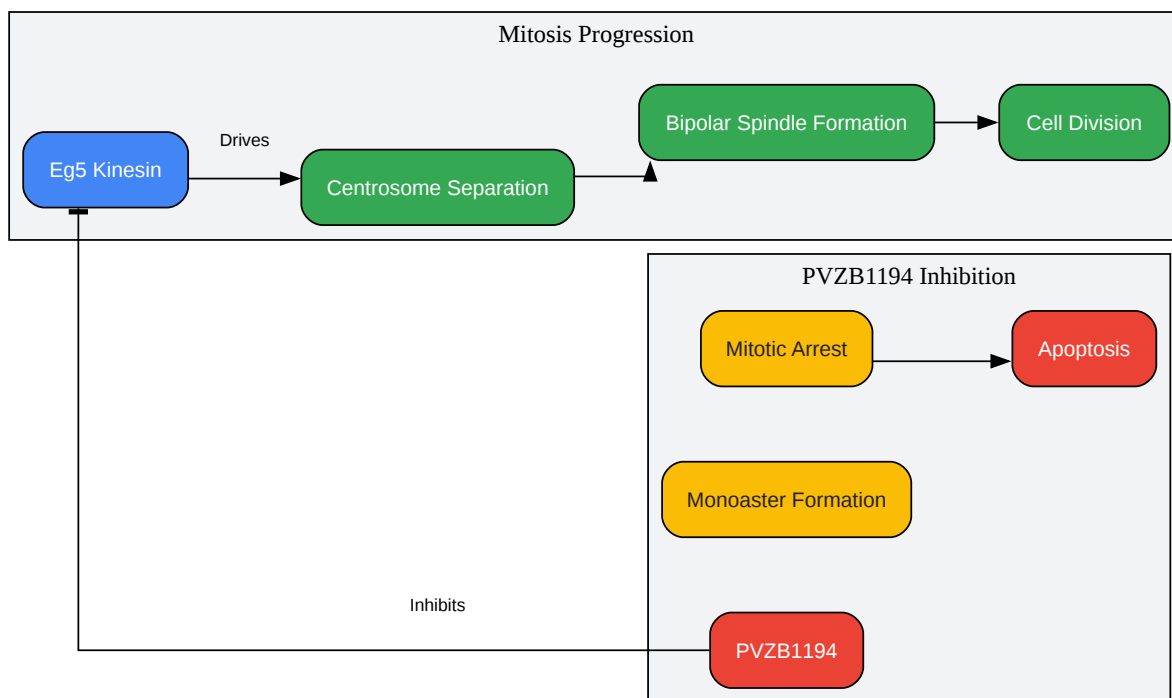 Mitosis Progression
Bipolar Spindle Formation
Cell Division
Drives
Eg5 Kinesin
Centrosome Separation
PVZB1194 Inhibition
Mitotic Arrest
Apoptosis
Monoaster Formation
Inhibits
PVZB1194